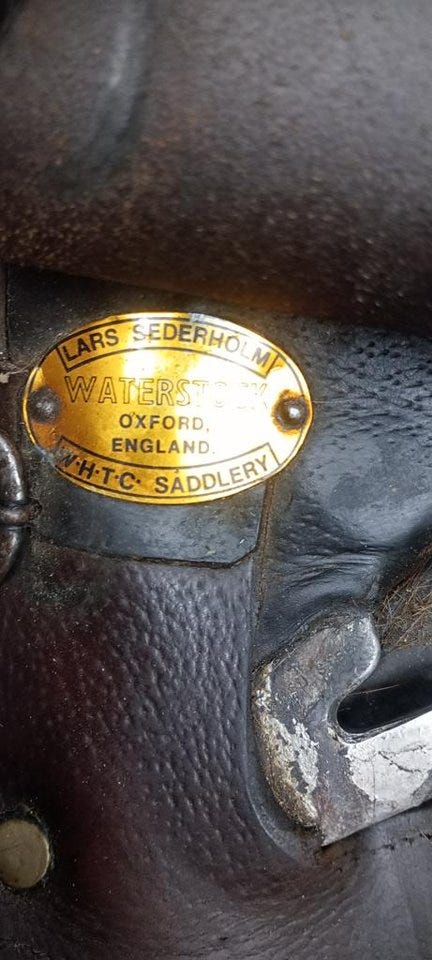 LARS SEDERHOLM
WATERSTOCK
OXFORD,
ENGLAND.
W·H·T·C· SADDLERY